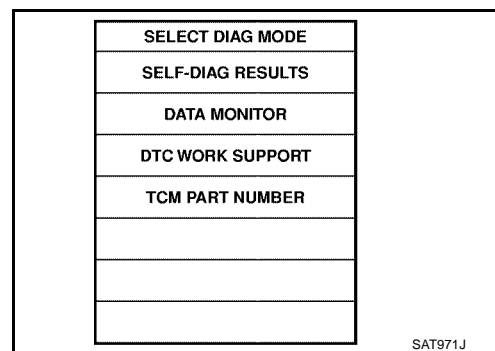 SELECT DIAG MODE
SELF-DIAG RESULTS
DATA MONITOR
DTC WORK SUPPORT
TCM PART NUMBER
SAT971J